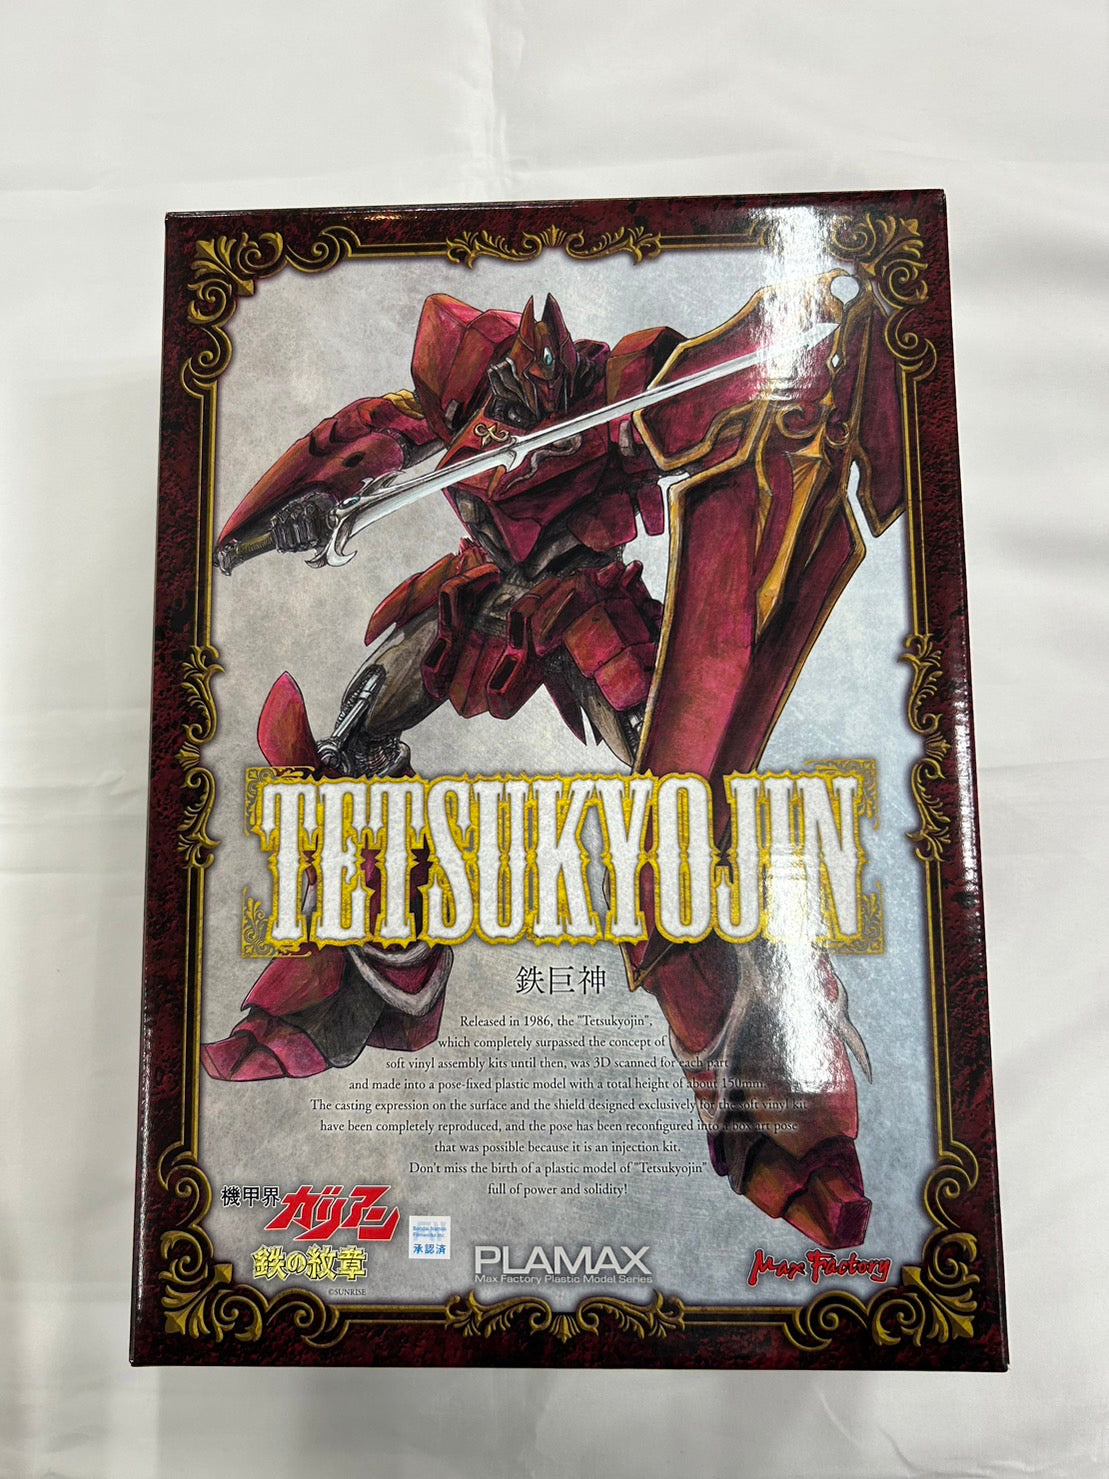 TETSUKYOJIN
鉄巨神
Released in 1986, the "Tetsukyojin",
which completely surpassed the concept of
soft vinyl assembly kits until then, was 3D scanned for each part
and made into a pose-fixed plastic model with a total height of about 150mm.
The casting expression on the surface and the shield designed exclusively for the soft vinyl kit
have been completely reproduced, and the pose has been reconfigured into a box art pose
that was possible because it is an injection kit.
Don't miss the birth of a plastic model of "Tetsukyojin"
full of power and solidity!
機甲界
ガリアン
鉄の紋章
©SUNRISE
Bandai Namco
Filmworks Inc.
承認済
PLAMAX
Max Factory Plastic Model Series
Max Factory